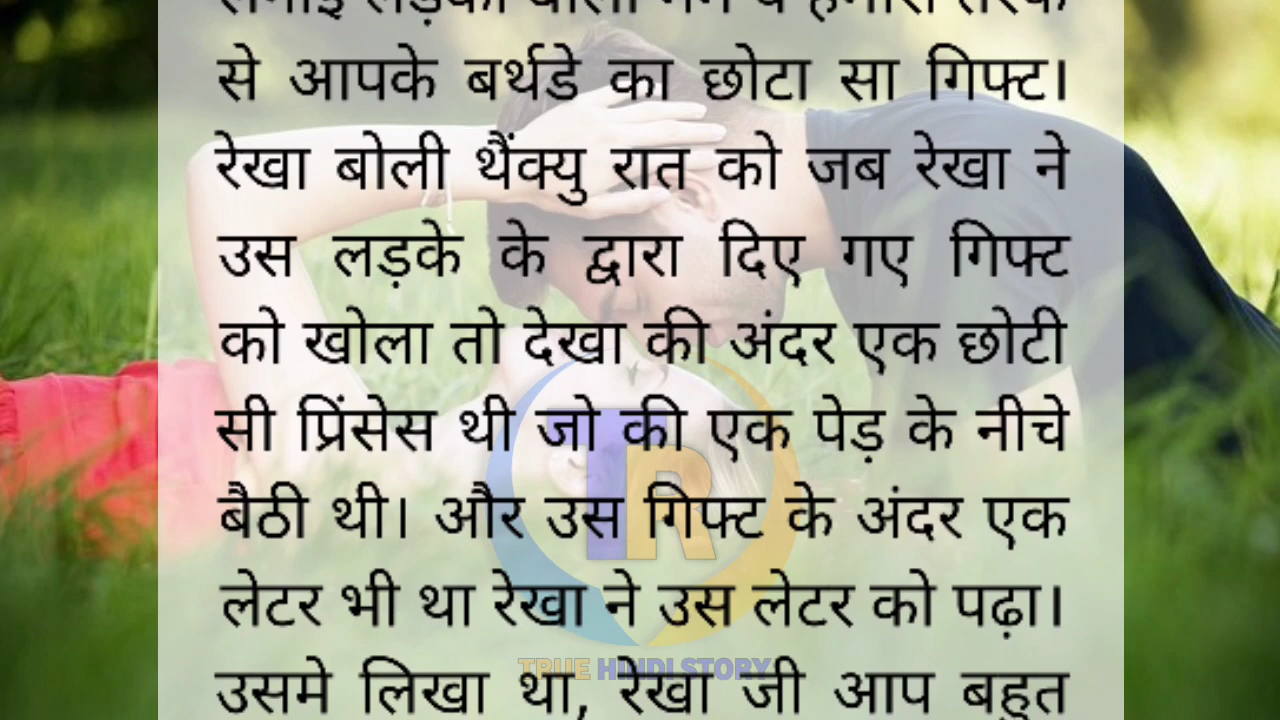 से आपके बर्थडे का छोटा सा गिफ्ट।
रेखा बोली थैंक्यु रात को जब रेखा ने
उस लड़के के द्वारा दिए गए गिफ्ट
को खोला तो देखा की अंदर एक छोटी
सी प्रिंसेस थी जो की एक पेड़ के नीचे
बैठी थी। और उस गिफ्ट के अंदर एक
लेटर भी था रेखा ने उस लेटर को पढ़ा।
उसमे लिखा था, रेखा जी आप बहुत
TR
TRUE HINDI STORY